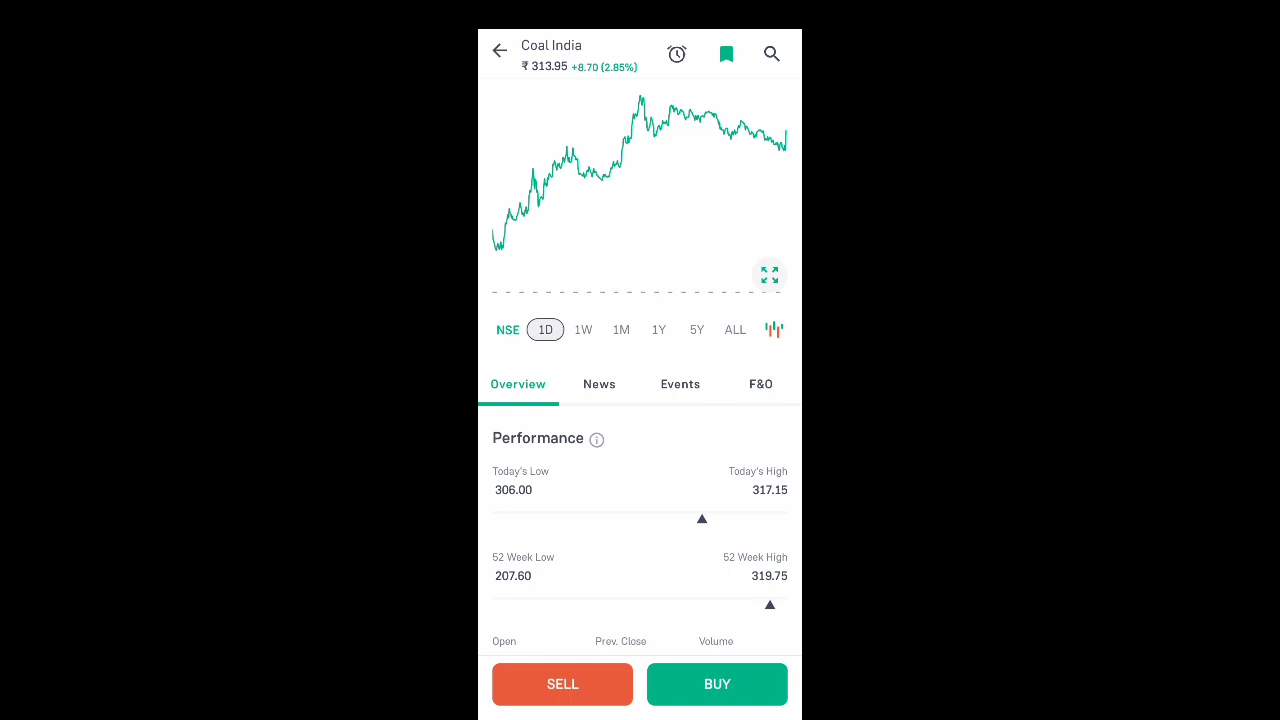 Coal India
₹ 313.95 +8.70 (2.85%)
NSE 1D 1W 1M 1Y 5Y ALL
Overview News Events F&O
Performance
Today's Low Today's High
306.00 317.15
52 Week Low 52 Week High
207.60 319.75
Open Prev. Close Volume
SELL BUY